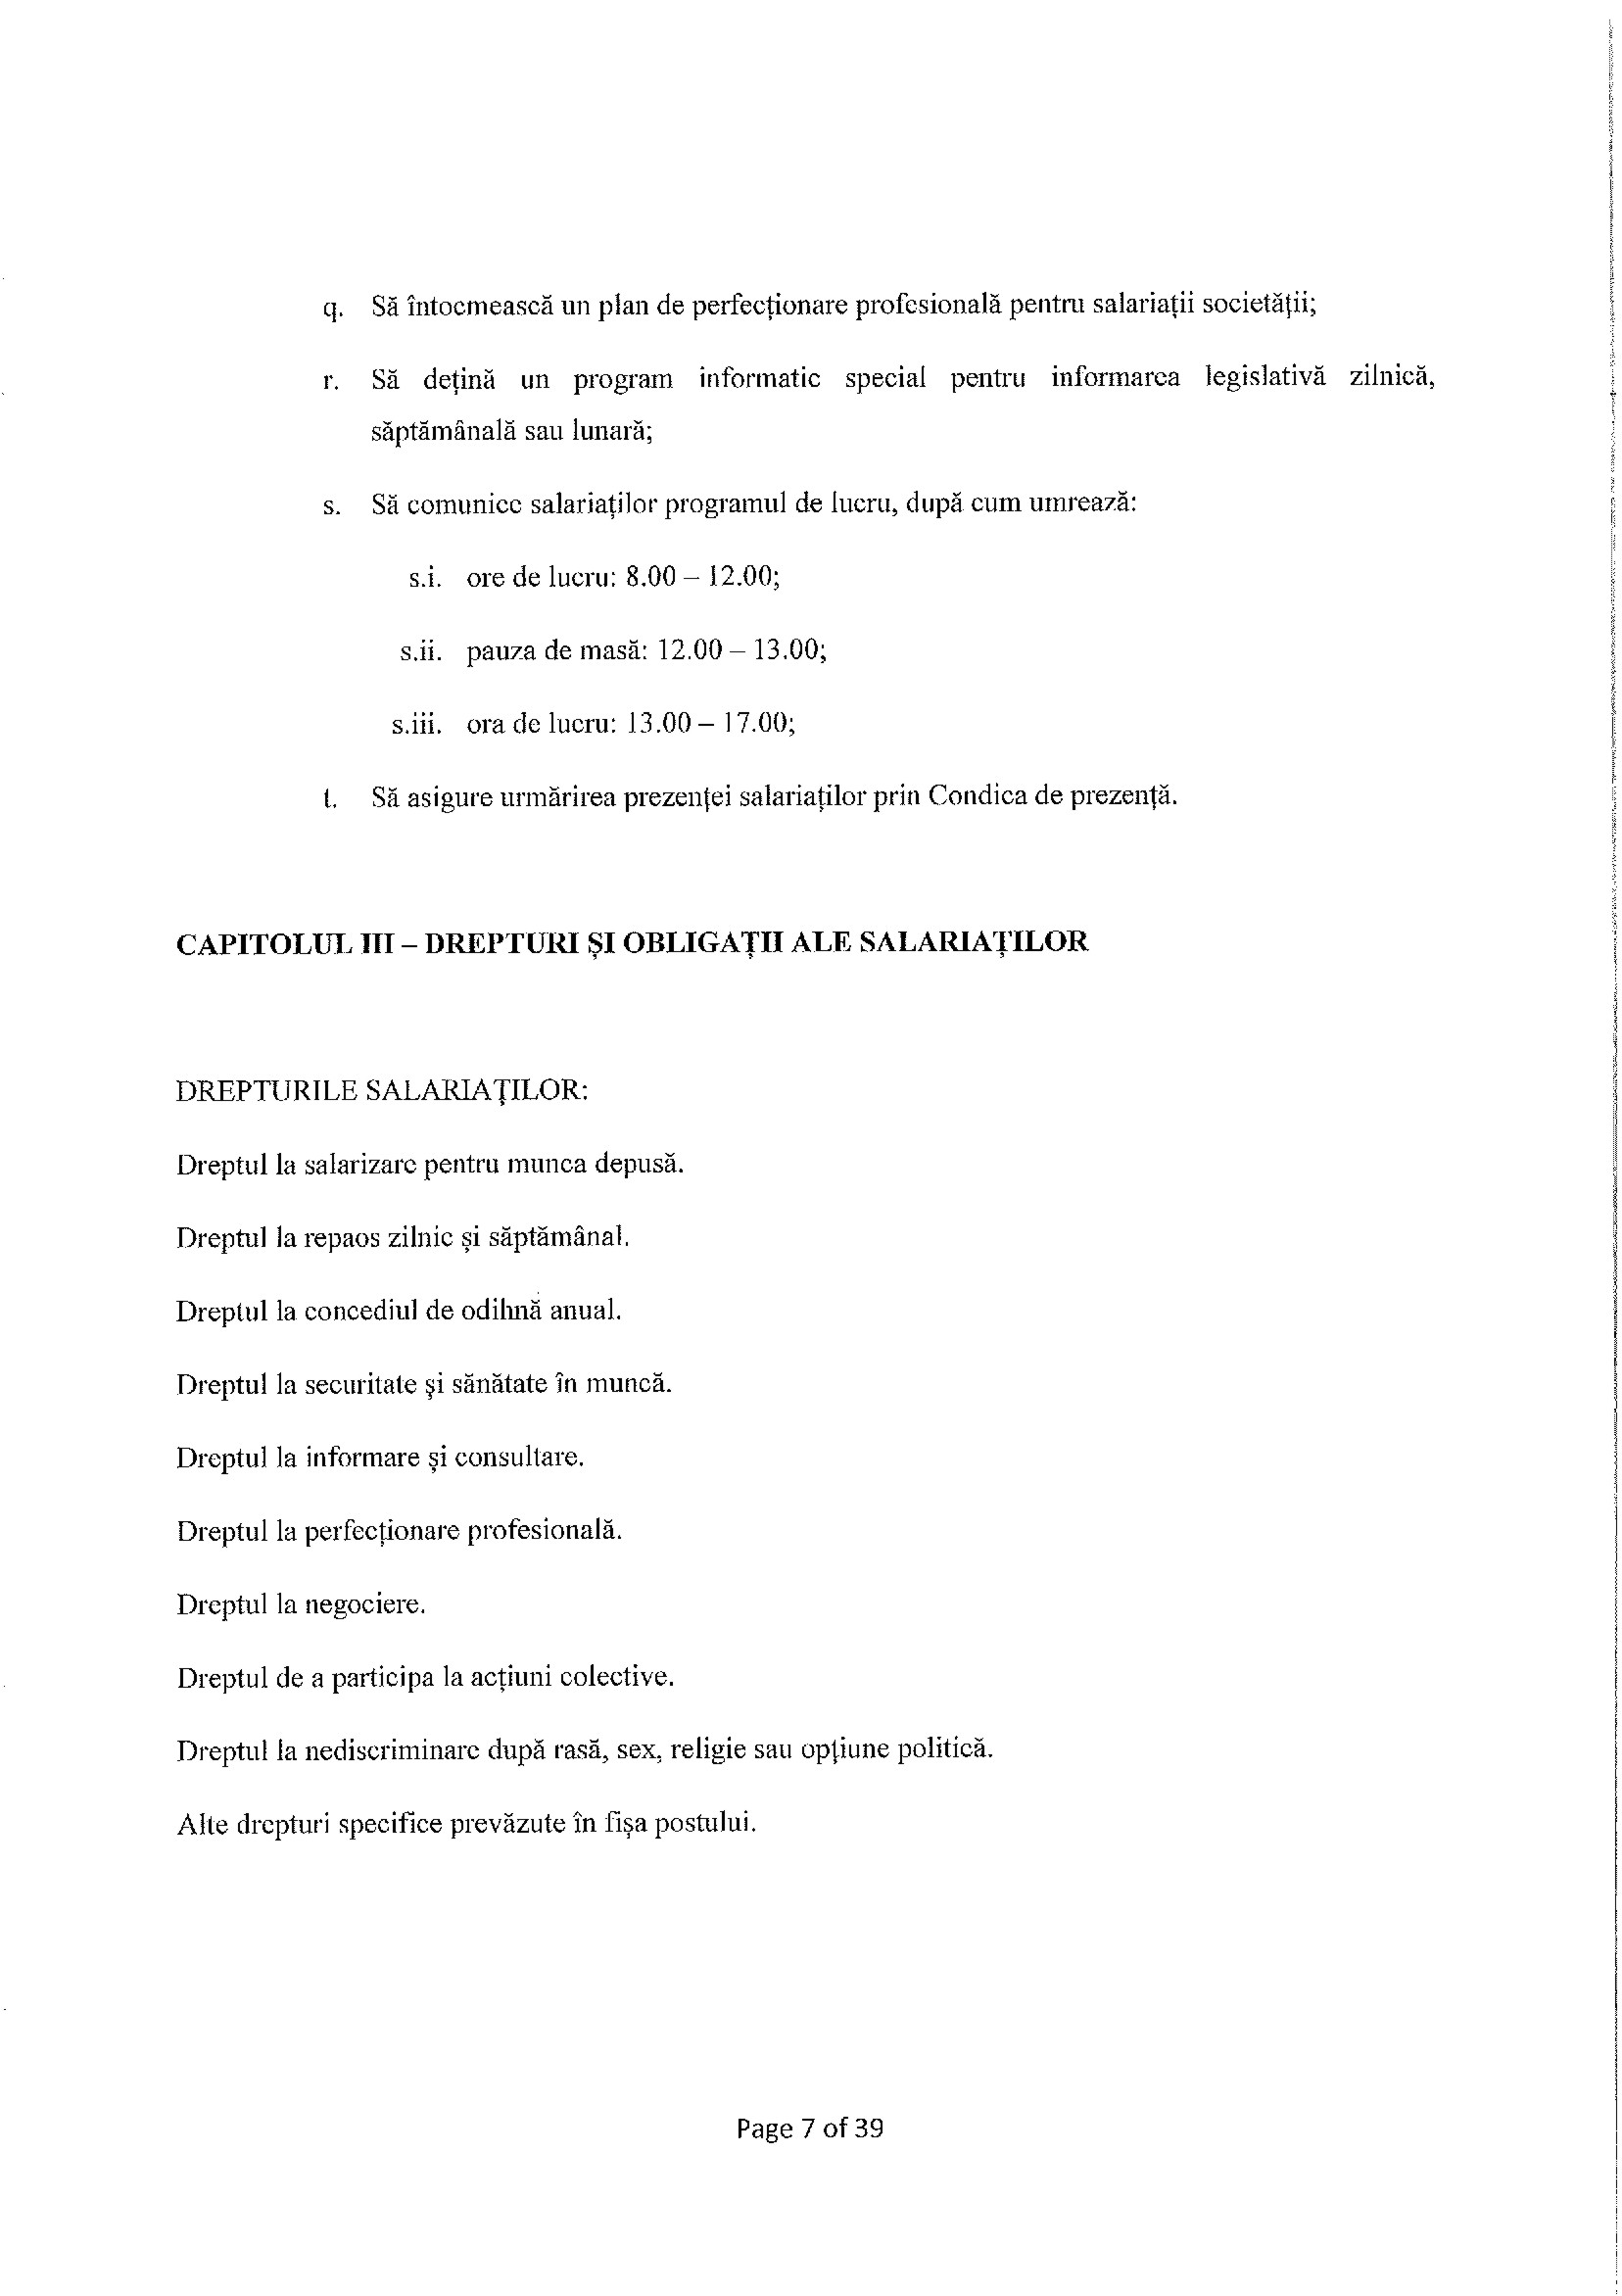 q. Să întocmească un plan de perfecționare profesională pentru salariații societății;
r. Să dețină un program informatic special pentru informarea legislativă zilnică,
săptămânală sau lunară;
s. Să comunice salariaților programul de lucru, după cum umrează:
s.i. ore de lucru: 8.00 – 12.00;
s.ii. pauza de masă: 12.00 – 13.00;
s.iii. ora de lucru: 13.00 – 17.00;
t. Să asigure urmărirea prezenței salariaților prin Condica de prezență.
CAPITOLUL III – DREPTURI ȘI OBLIGAȚII ALE SALARIAȚILOR
DREPTURILE SALARIAȚILOR:
Dreptul la salarizare pentru munca depusă.
Dreptul la repaos zilnic și săptămânal.
Dreptul la concediul de odihnă anual.
Dreptul la securitate și sănătate în muncă.
Dreptul la informare și consultare.
Dreptul la perfecționare profesională.
Dreptul la negociere.
Dreptul de a participa la acțiuni colective.
Dreptul la nediscriminare după rasă, sex, religie sau opțiune politică.
Alte drepturi specifice prevăzute în fișa postului.
Page 7 of 39